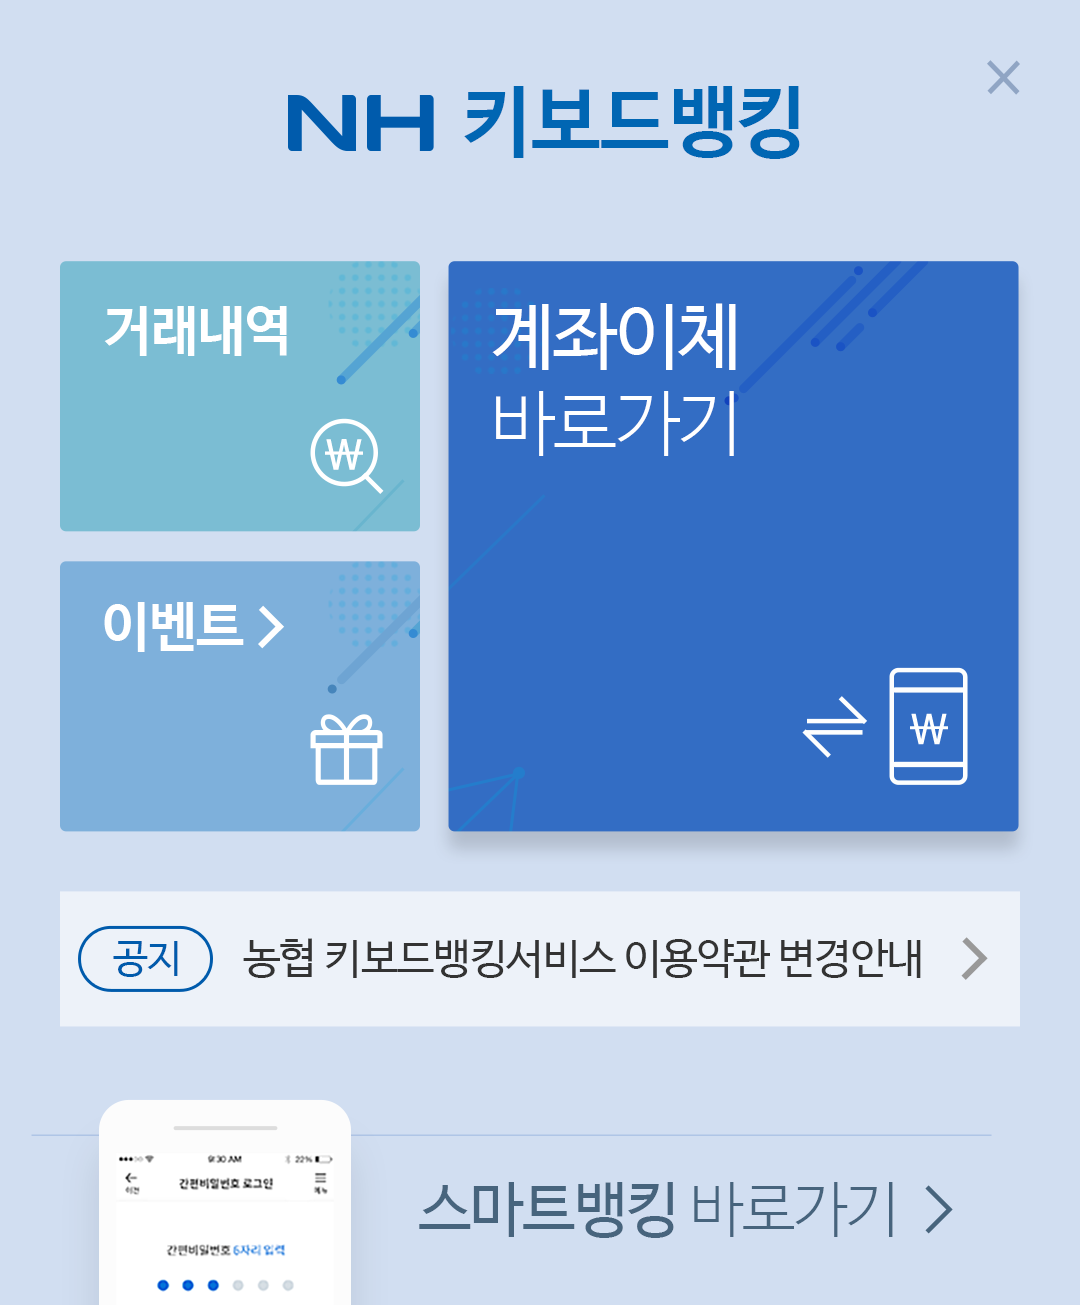 NH 키보드뱅킹
거래내역
₩
계좌이체
바로가기
₩
이벤트 >
공지 농협 키보드뱅킹서비스 이용약관 변경안내
9:30 AM 22%
이전 간편비밀번호 로그인 메뉴
간편비밀번호 6자리 입력
스마트뱅킹 바로가기